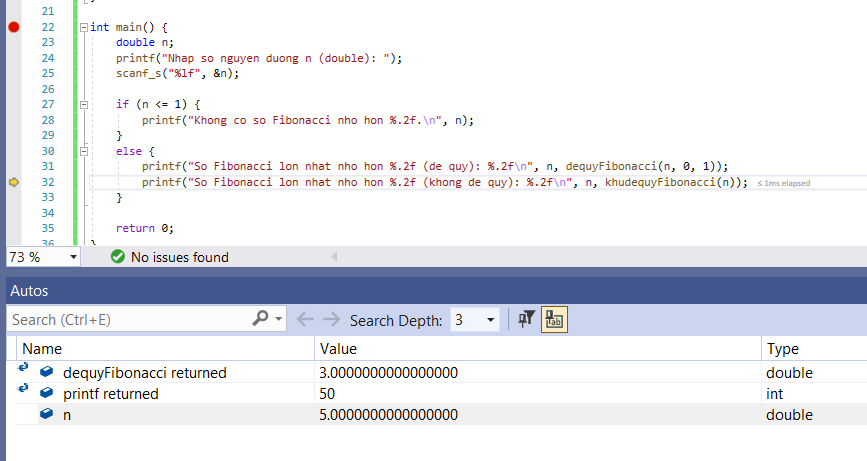 21
22 int main() {
23 double n;
24 printf("Nhap so nguyen duong n (double): ");
25 scanf_s("%lf", &n);
26
27 if (n <= 1) {
28 printf("Khong co so Fibonacci nho hon %.2f.\n", n);
29 }
30 else {
31 printf("So Fibonacci lon nhat nho hon %.2f (de quy): %.2f\n", n, dequyFibonacci(n, 0, 1));
32 printf("So Fibonacci lon nhat nho hon %.2f (khong de quy): %.2f\n", n, khudequyFibonacci(n)); ≤ 1ms elapsed
33 }
34
35 return 0;
36 }
73 % No issues found
Autos
Search (Ctrl+E) Search Depth: 3
Name Value Type
dequyFibonacci returned 3.0000000000000000 double
printf returned 50 int
n 5.0000000000000000 double